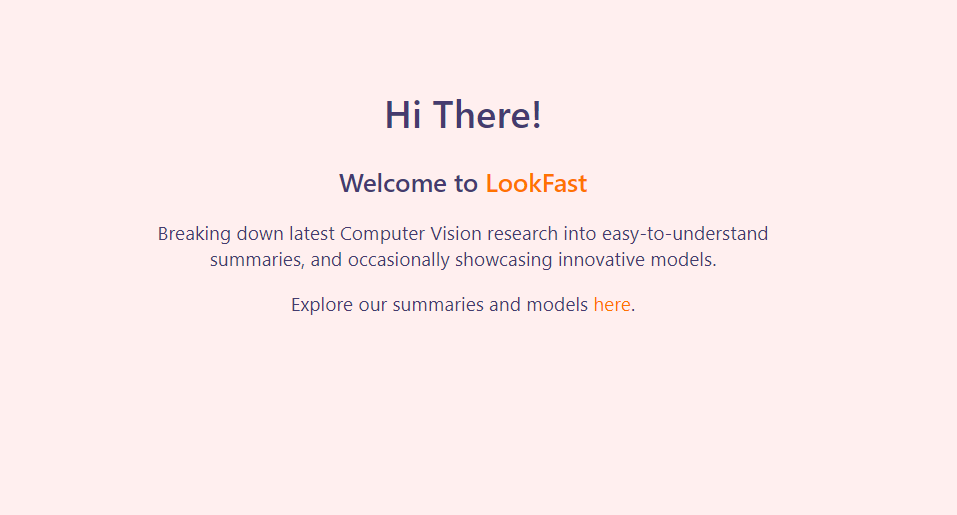 Hi There!
Welcome to LookFast
Breaking down latest Computer Vision research into easy-to-understand
summaries, and occasionally showcasing innovative models.
Explore our summaries and models here.